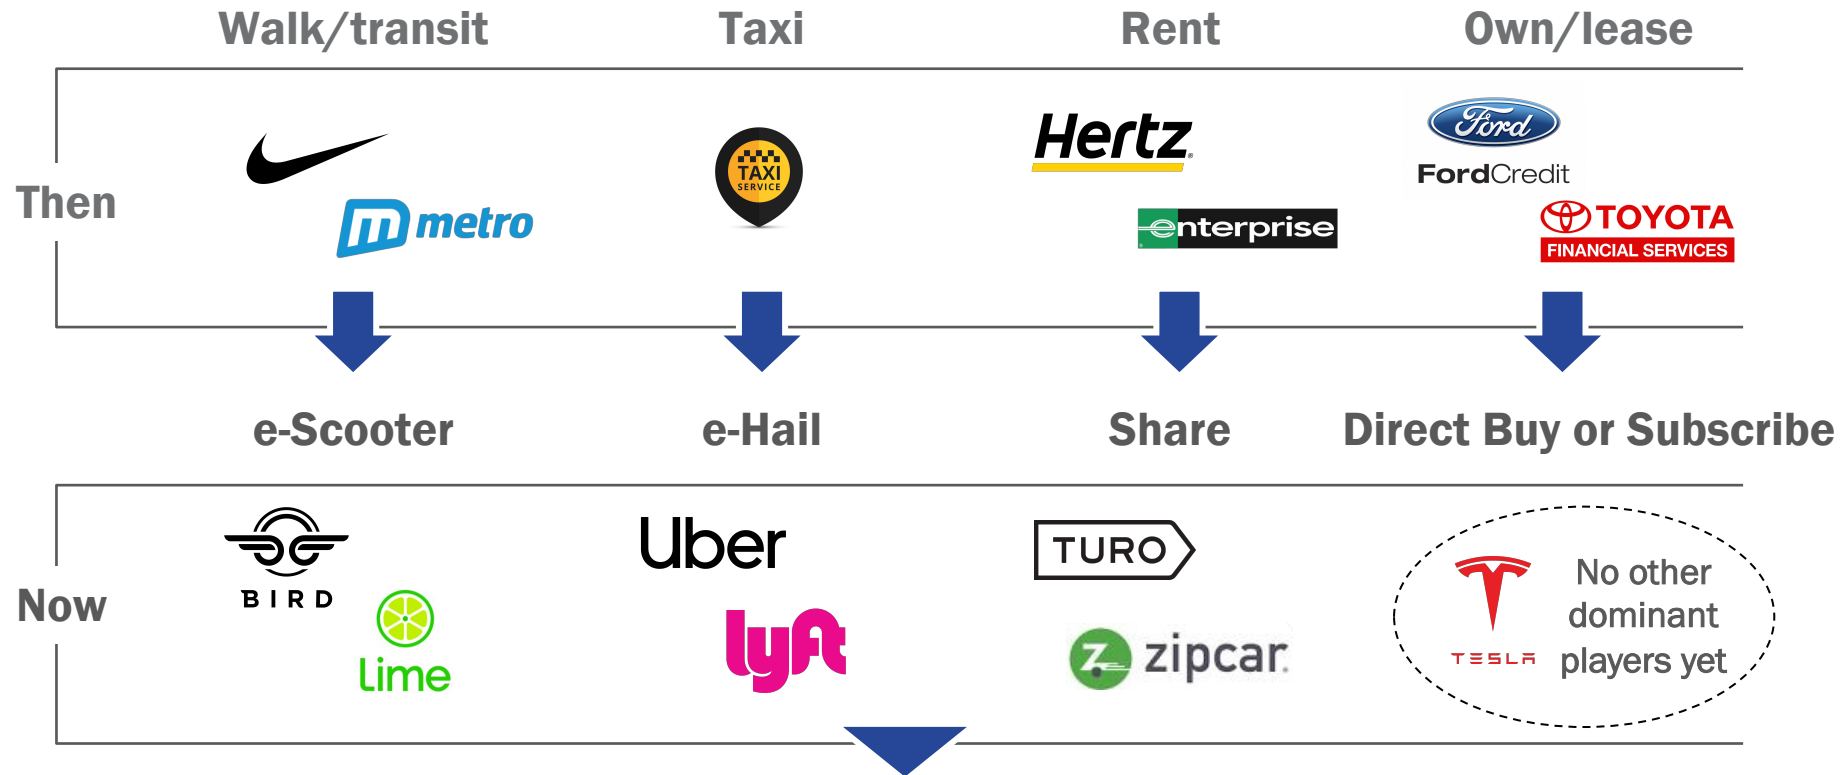 Walk/transit
Taxi
Rent
Own/lease
Then
metro
TAXI
SERVICE
Hertz
enterprise
Ford
FordCredit
TOYOTA
FINANCIAL SERVICES
e-Scooter
e-Hail
Share
Direct Buy or Subscribe
Now
BIRD
Lime
Uber
lyft
TURO
zipcar
TESLA
No other
dominant
players yet